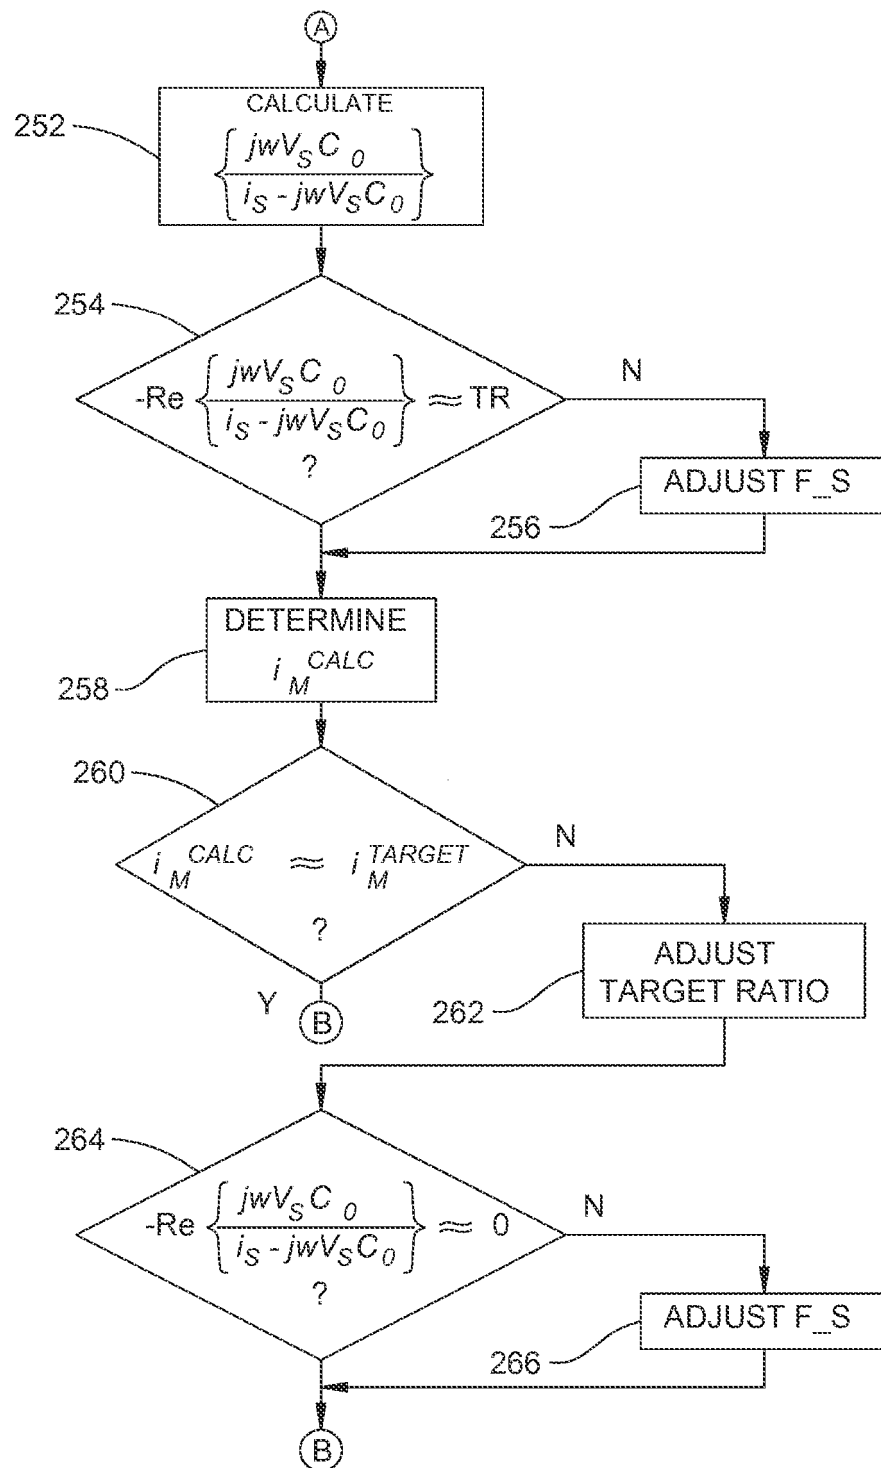 A
CALCULATE
252
{jwV_S C_0 / i_S - jwV_S C_0}
254
-Re {jwV_S C_0 / i_S - jwV_S C_0} ≈ TR
?
N
ADJUST F_S
256
DETERMINE
i_M^CALC
258
260
i_M^CALC ≈ i_M^TARGET
?
N
Y
B
ADJUST
TARGET RATIO
262
264
-Re {jwV_S C_0 / i_S - jwV_S C_0} ≈ 0
?
N
ADJUST F_S
266
B